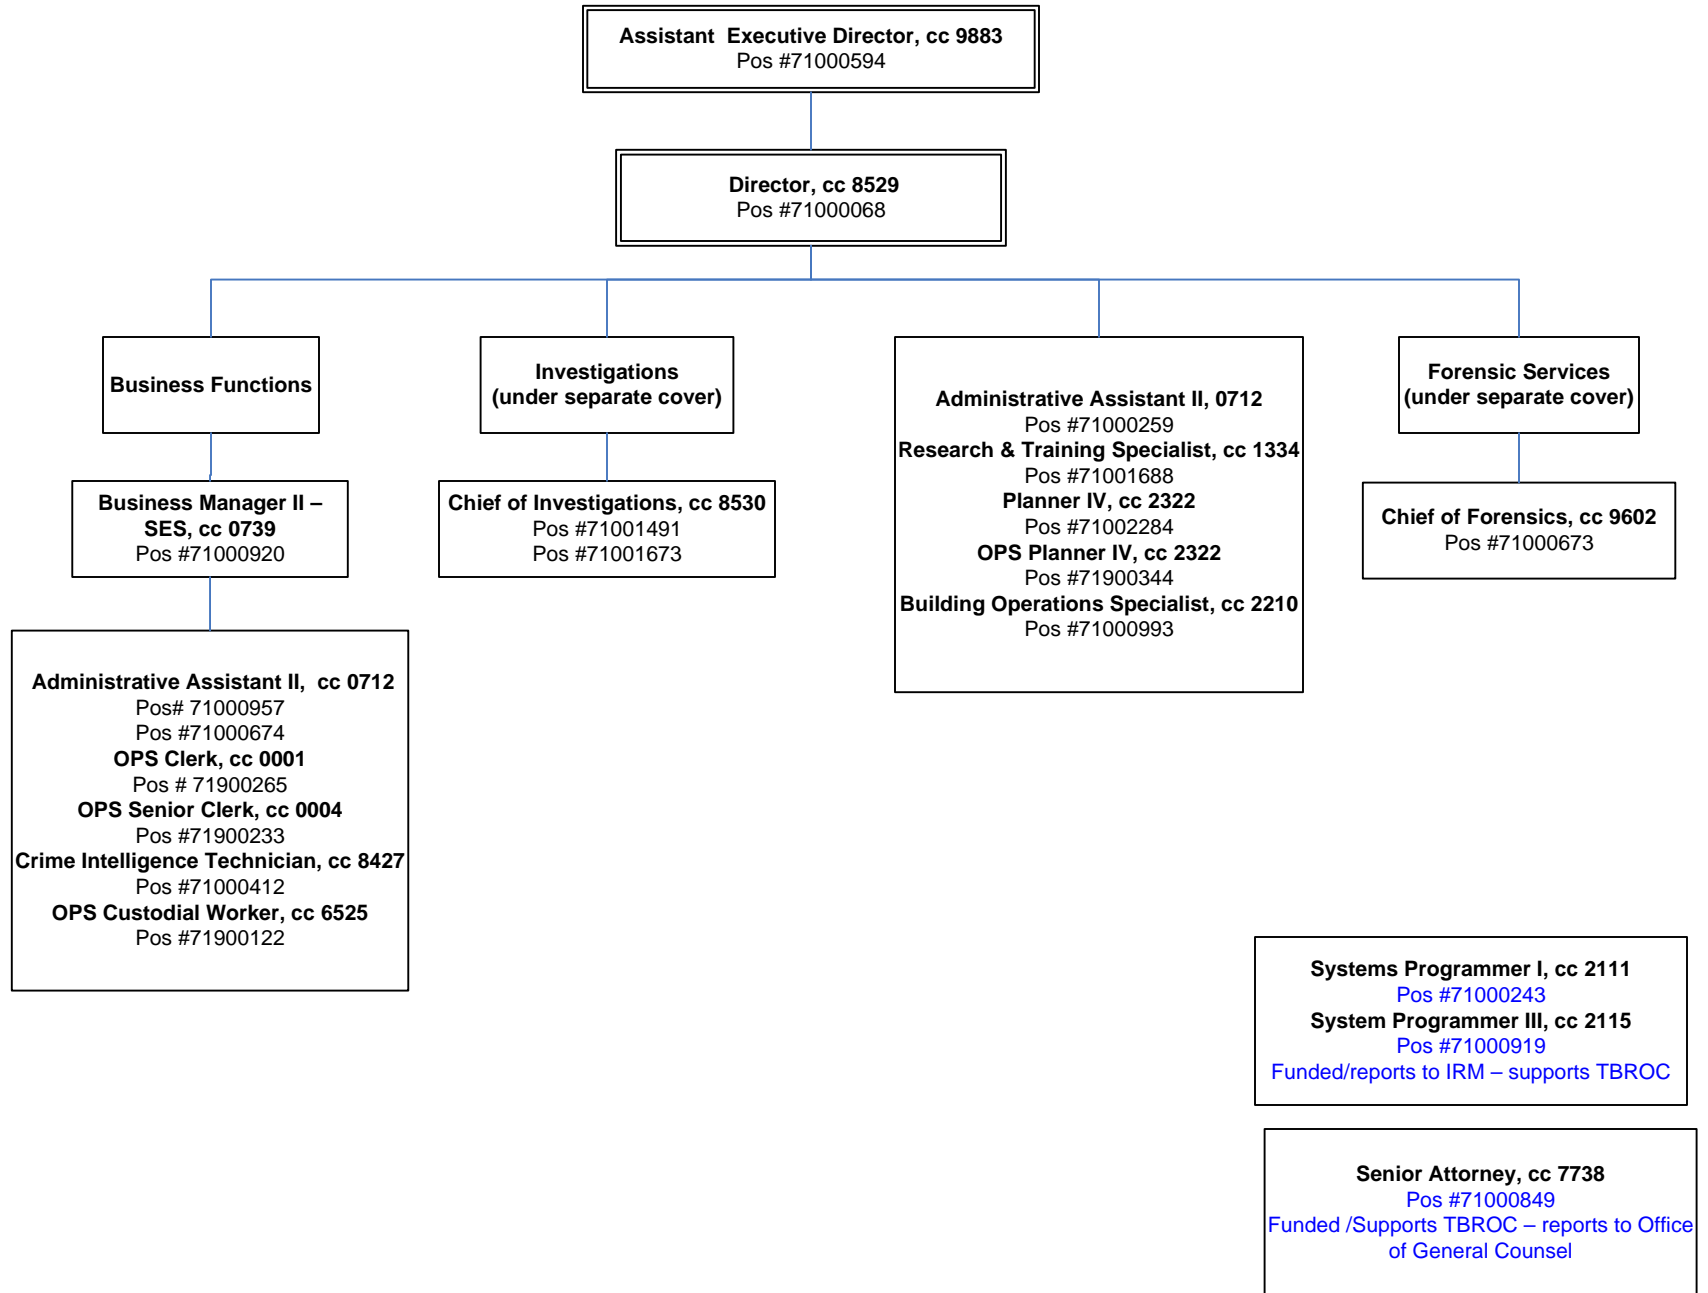 Assistant  Executive Director, cc 9883
Pos #71000594
Director, cc 8529
Pos #71000068
Business Functions
Business Manager II –
SES, cc 0739
Pos #71000920
Administrative Assistant II,  cc 0712
Pos# 71000957
Pos #71000674
OPS Clerk, cc 0001
Pos # 71900265
OPS Senior Clerk, cc 0004
Pos #71900233
Crime Intelligence Technician, cc 8427
Pos #71000412
OPS Custodial Worker, cc 6525
Pos #71900122
Investigations
(under separate cover)
Chief of Investigations, cc 8530
Pos #71001491
Pos #71001673
Administrative Assistant II, 0712
Pos #71000259
Research & Training Specialist, cc 1334
Pos #71001688
Planner IV, cc 2322
Pos #71002284
OPS Planner IV, cc 2322
Pos #71900344
Building Operations Specialist, cc 2210
Pos #71000993
Forensic Services
(under separate cover)
Chief of Forensics, cc 9602
Pos #71000673
Systems Programmer I, cc 2111
Pos #71000243
System Programmer III, cc 2115
Pos #71000919
Funded/reports to IRM – supports TBROC
Senior Attorney, cc 7738
Pos #71000849
Funded /Supports TBROC – reports to Office
of General Counsel